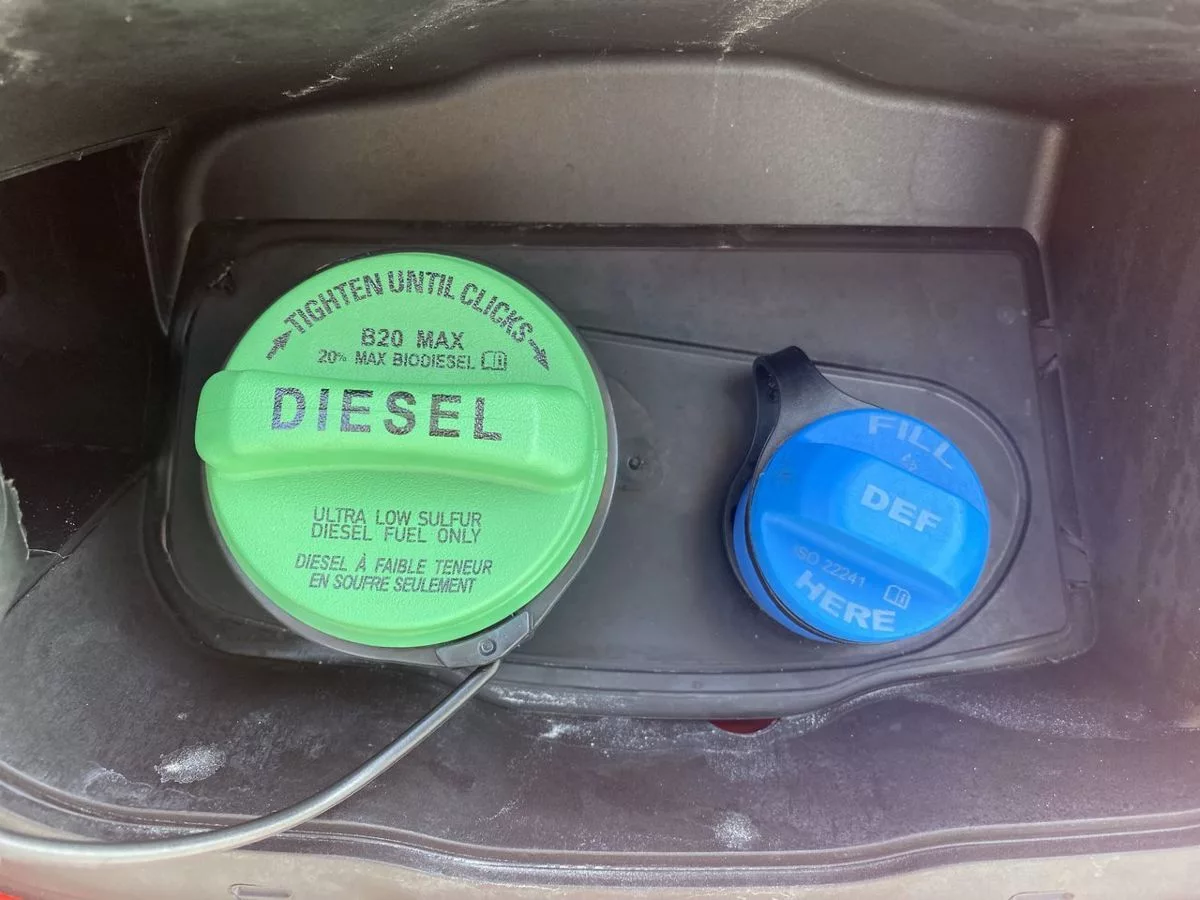 TIGHTEN UNTIL CLICKS
B20 MAX
20% MAX BIODIESEL
DIESEL
ULTRA LOW SULFUR
DIESEL FUEL ONLY
DIESEL À FAIBLE TENEUR
EN SOUFRE SEULEMENT
FILL
DEF
ISO 22241
HERE